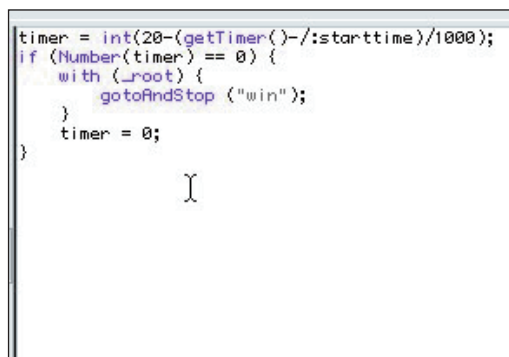 timer = int(20-(getTimer()-/:starttime)/1000);
if (Number(timer) == 0) {
    with (_root) {
        gotoAndStop ("win");
    }
    timer = 0;
}